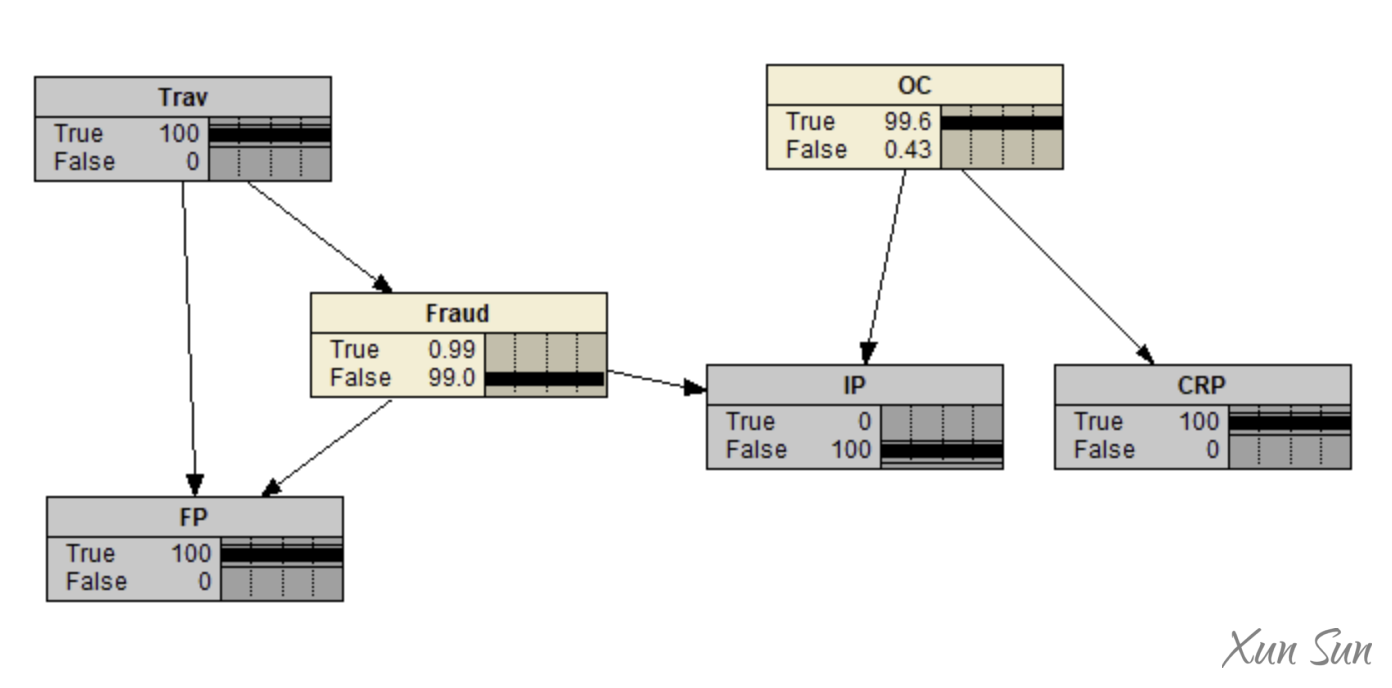 Trav
True 100
False 0
OC
True 99.6
False 0.43
Fraud
True 0.99
False 99.0
IP
True 0
False 100
CRP
True 100
False 0
FP
True 100
False 0
Xun Sun